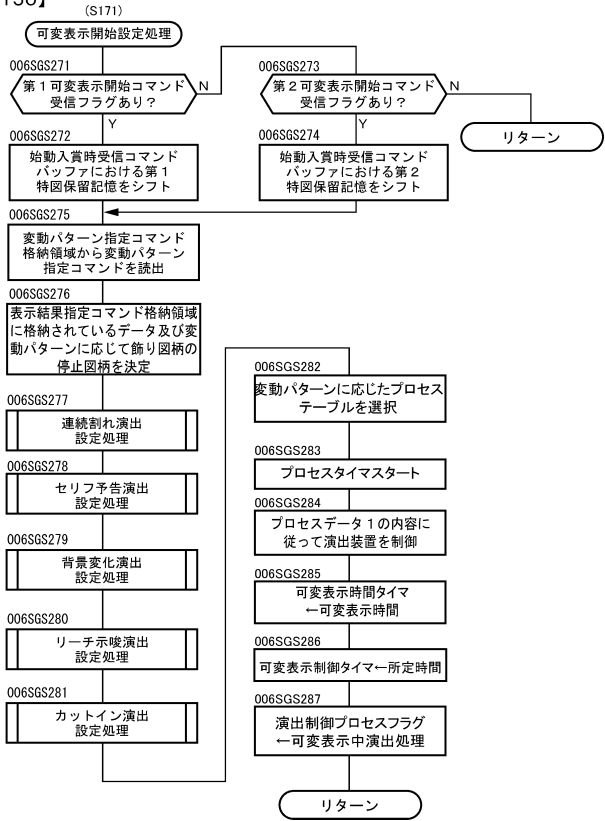 (S171)
可変表示開始設定処理
006SGS271
第１可変表示開始コマンド
受信フラグあり？
N
Y
006SGS273
第２可変表示開始コマンド
受信フラグあり？
N
Y
リターン
006SGS272
始動入賞時受信コマンド
バッファにおける第１
特図保留記憶をシフト
006SGS274
始動入賞時受信コマンド
バッファにおける第２
特図保留記憶をシフト
006SGS275
変動パターン指定コマンド
格納領域から変動パターン
指定コマンドを読出
006SGS276
表示結果指定コマンド格納領域
に格納されているデータ及び変
動パターンに応じて飾り図柄の
停止図柄を決定
006SGS277
連続割れ演出
設定処理
006SGS278
セリフ予告演出
設定処理
006SGS279
背景変化演出
設定処理
006SGS280
リーチ示唆演出
設定処理
006SGS281
カットイン演出
設定処理
006SGS282
変動パターンに応じたプロセス
テーブルを選択
006SGS283
プロセスタイマスタート
006SGS284
プロセスデータ１の内容に
従って演出装置を制御
006SGS285
可変表示時間タイマ
←可変表示時間
006SGS286
可変表示制御タイマ←所定時間
006SGS287
演出制御プロセスフラグ
←可変表示中演出処理
リターン